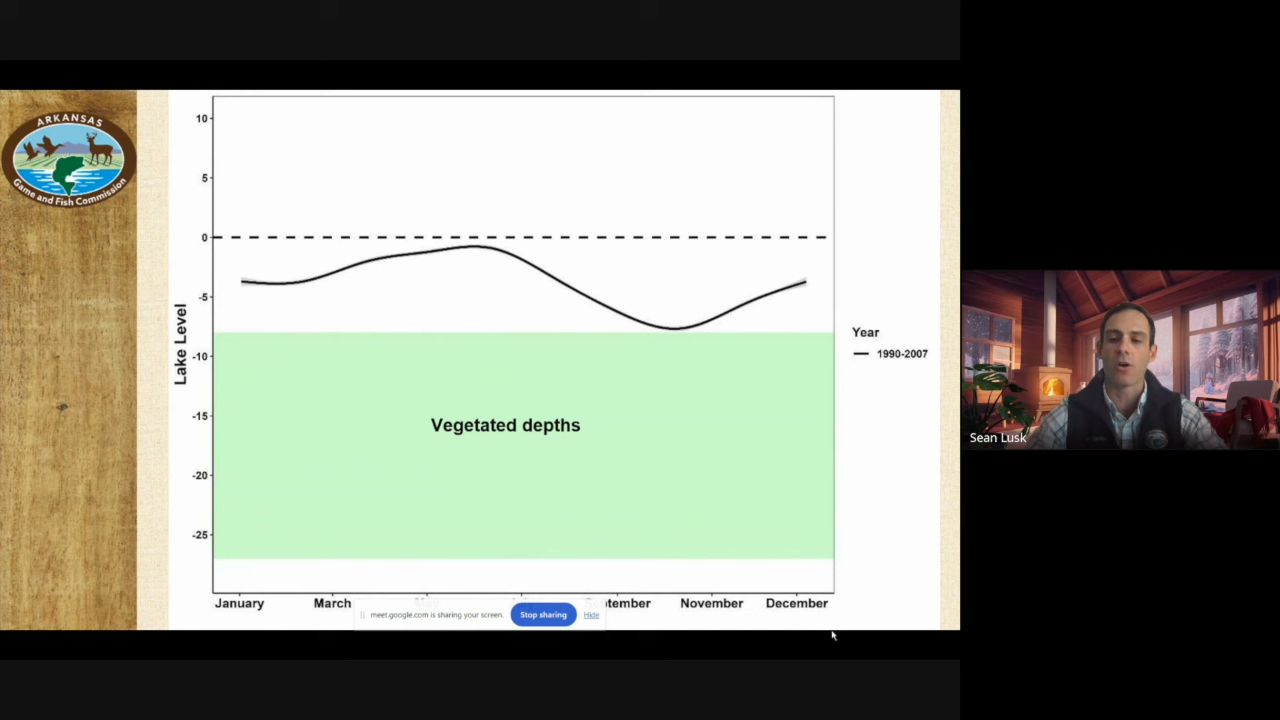 ARKANSAS
Game and Fish Commission
10
5
0
-5
-10
-15
-20
-25
Lake Level
Vegetated depths
Year
1990-2007
January March November December
meet.google.com is sharing your screen. Stop sharing Hide
Sean Lusk